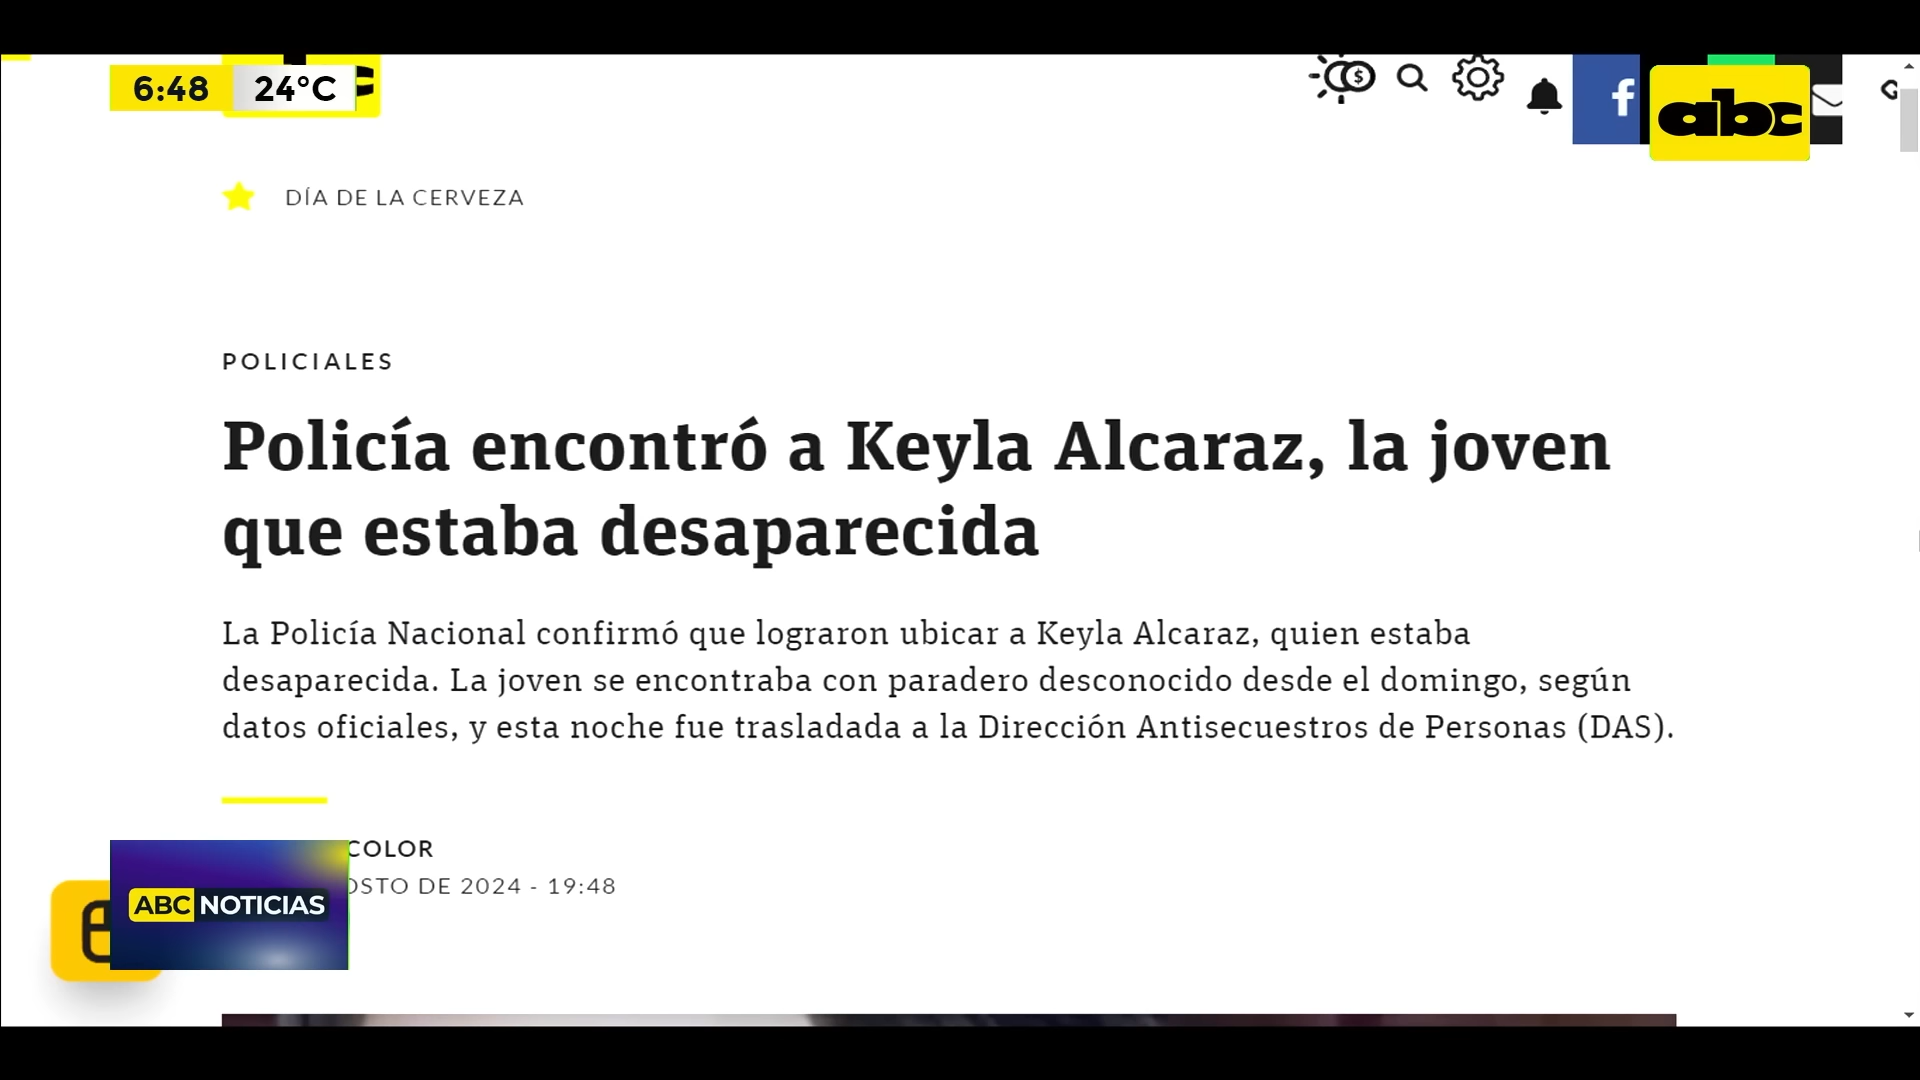 6:48 24°C
abc
DÍA DE LA CERVEZA
POLICIALES
Policía encontró a Keyla Alcaraz, la joven
que estaba desaparecida
La Policía Nacional confirmó que lograron ubicar a Keyla Alcaraz, quien estaba
desaparecida. La joven se encontraba con paradero desconocido desde el domingo, según
datos oficiales, y esta noche fue trasladada a la Dirección Antisecuestros de Personas (DAS).
COLOR
OSTO DE 2024 - 19:48
ABC NOTICIAS